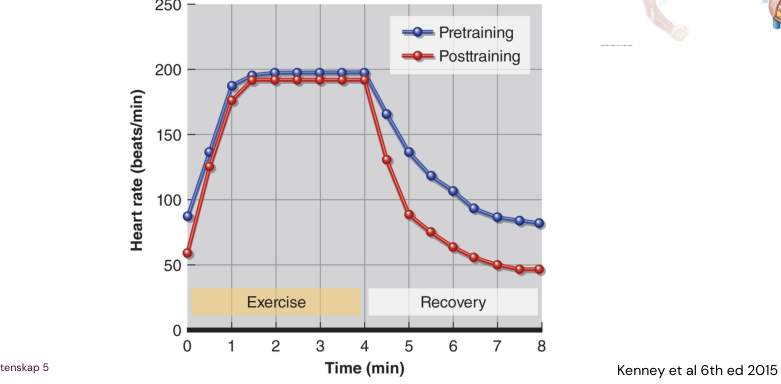 250
Pretraining
Posttraining
200
150
100
50
0
Heart rate (beats/min)
Exercise
Recovery
0 1 2 3 4 5 6 7 8
Time (min)
tenskap 5
Kenney et al 6th ed 2015